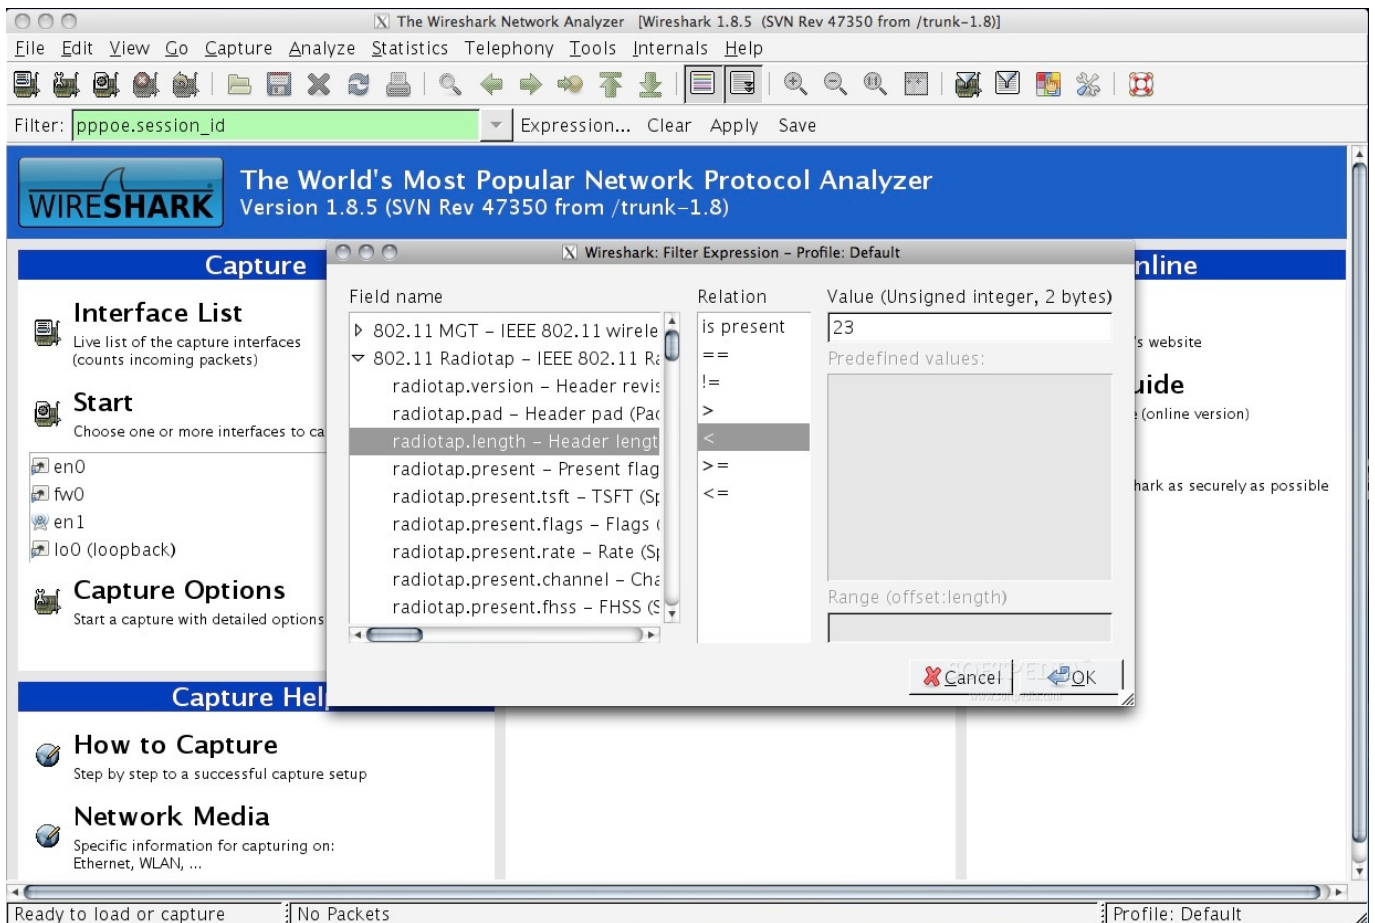 The Wireshark Network Analyzer [Wireshark 1.8.5 (SVN Rev 47350 from /trunk-1.8)]
File Edit View Go Capture Analyze Statistics Telephony Tools Internals Help
Filter: pppoe.session_id Expression... Clear Apply Save
WIRESHARK
The World's Most Popular Network Protocol Analyzer
Version 1.8.5 (SVN Rev 47350 from /trunk-1.8)
Capture
Interface List
Live list of the capture interfaces
(counts incoming packets)
Start
Choose one or more interfaces to ca
en0
fw0
en1
lo0 (loopback)
Capture Options
Start a capture with detailed options
Capture Hel
How to Capture
Step by step to a successful capture setup
Network Media
Specific information for capturing on:
Ethernet, WLAN, ...
Wireshark: Filter Expression – Profile: Default
Field name
802.11 MGT – IEEE 802.11 wirele
802.11 Radiotap – IEEE 802.11 Ra
radiotap.version – Header revis
radiotap.pad – Header pad (Pad
radiotap.length – Header lengt
radiotap.present – Present flag
radiotap.present.tsft – TSFT (Sp
radiotap.present.flags – Flags (
radiotap.present.rate – Rate (Sp
radiotap.present.channel – Cha
radiotap.present.fhss – FHSS (S
Relation
is present
==
!=
>
<
>=
<=
Value (Unsigned integer, 2 bytes)
23
Predefined values:
Range (offset:length)
Cancel
OK
SOFTPEDIA
www.softpedia.com
nline
's website
uide
(online version)
hark as securely as possible
Ready to load or capture
No Packets
Profile: Default